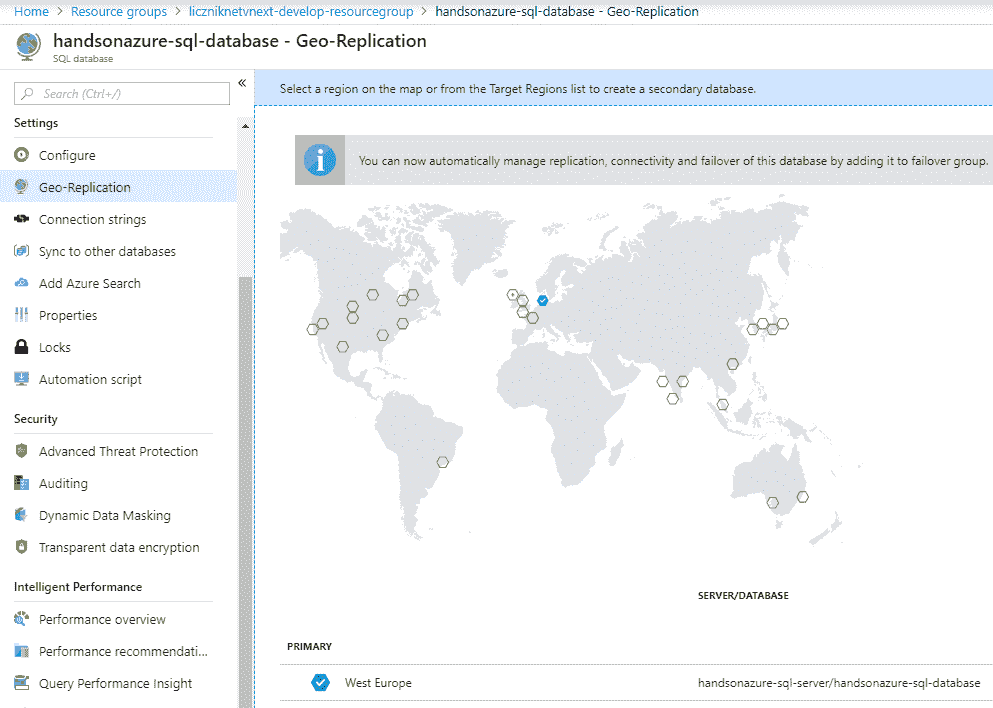 Home > Resource groups > liczniknetvnext-develop-resourcegroup > handsonazure-sql-database - Geo-Replication
handsonazure-sql-database - Geo-Replication
SQL database
Search (Ctrl+/)
«
Select a region on the map or from the Target Regions list to create a secondary database.
Settings
Configure
Geo-Replication
Connection strings
Sync to other databases
Add Azure Search
Properties
Locks
Automation script
Security
Advanced Threat Protection
Auditing
Dynamic Data Masking
Transparent data encryption
Intelligent Performance
Performance overview
Performance recommendati...
Query Performance Insight
You can now automatically manage replication, connectivity and failover of this database by adding it to failover group.
SERVER/DATABASE
PRIMARY
West Europe handsonazure-sql-server/handsonazure-sql-database